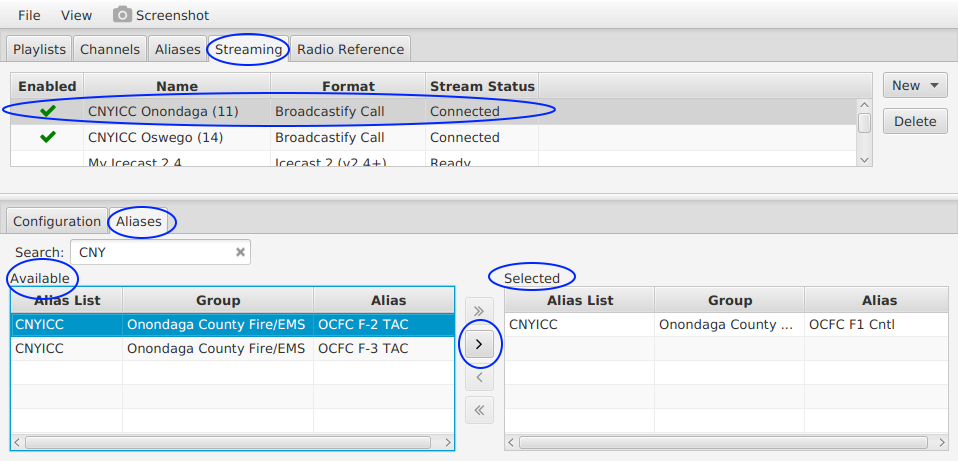 File View Screenshot
Playlists Channels Aliases Streaming Radio Reference
Enabled Name Format Stream Status
New
CNYICC Onondaga (11) Broadcastify Call Connected
Delete
CNYICC Oswego (14) Broadcastify Call Connected
My Icecast 2.4 Icecast 2 (v2.4+) Ready
Configuration Aliases
Search: CNY
Available Selected
Alias List Group Alias Alias List Group Alias
CNYICC Onondaga County Fire/EMS OCFC F-2 TAC CNYICC Onondaga County ... OCFC F1 Cntl
CNYICC Onondaga County Fire/EMS OCFC F-3 TAC